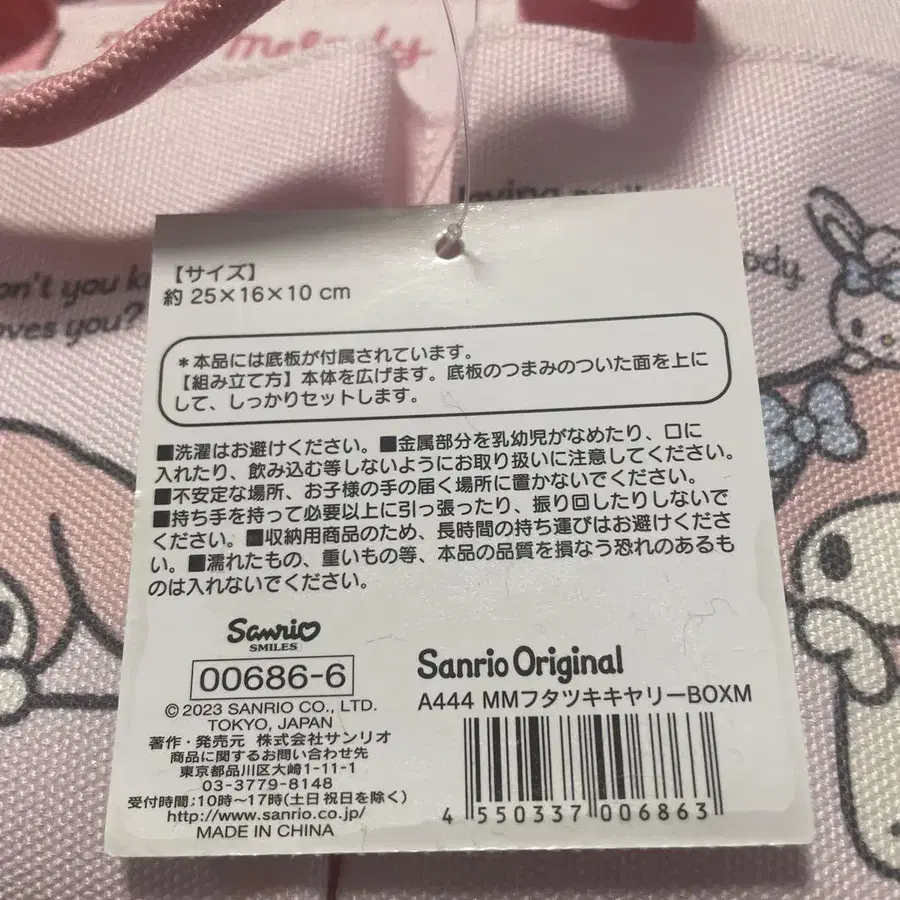 Melody
loving
ody
don't you k
oves you?
【サイズ】
約 25×16×10 cm
*本品には底板が付属されています。
【組み立て方】本体を広げます。底板のつまみのついた面を上に
して、しっかりセットします。
■洗濯はお避けください。■金属部分を乳幼児がなめたり、口に
入れたり、飲み込む等しないようにお取り扱いに注意してください。
■不安定な場所、お子様の手の届く場所に置かないでください。
■持ち手を持って必要以上に引っ張ったり、振り回したりしないで
ください。■収納用商品のため、長時間の持ち運びはお避けくださ
い。■濡れたもの、重いもの等、本品の品質を損なう恐れのあるも
のは入れないでください。
Sanrio
SMILES
00686-6
© 2023 SANRIO CO., LTD.
TOKYO, JAPAN
著作・発売元 株式会社サンリオ
商品に関するお問い合わせ先
東京都品川区大崎1-11-1
03-3779-8148
受付時間:10時〜17時(土日祝日を除く)
http://www.sanrio.co.jp/
MADE IN CHINA
Sanrio Original
A444 MMフタツキキヤリーBOXM
4 550337 006863